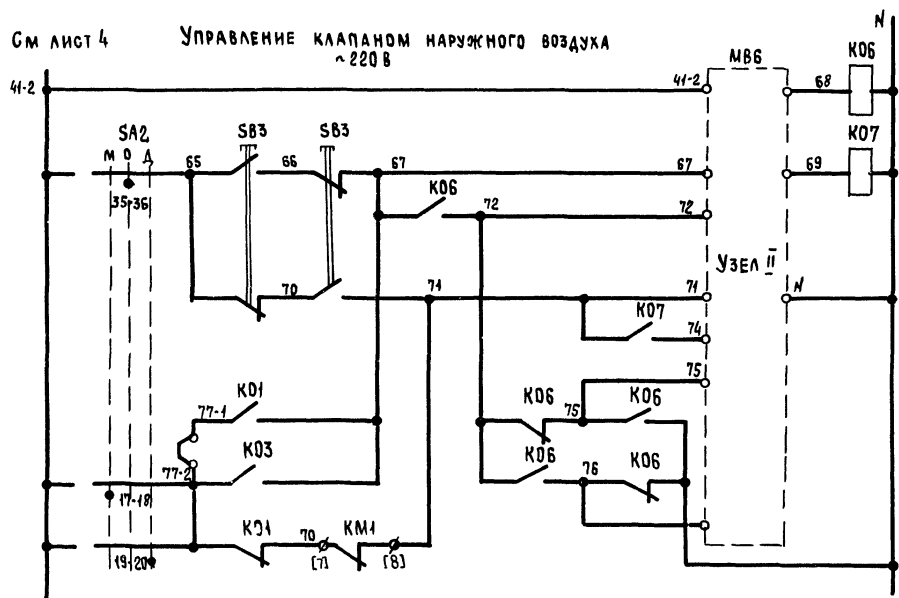 См лист 4
Управление клапаном наружного воздуха
~220 В
N
41-2
41-2
МВ6
68
К06
SA2
М О Д
65
SB3
66
SB3
67
67
69
К07
35-36
К06
72
72
Узел II
70
71
71
N
К07
74
75
77-1
К01
К06
75
К06
77-2
К03
К06
76
К06
17-18
19-20
К01
70
[7]
КМ1
[8]